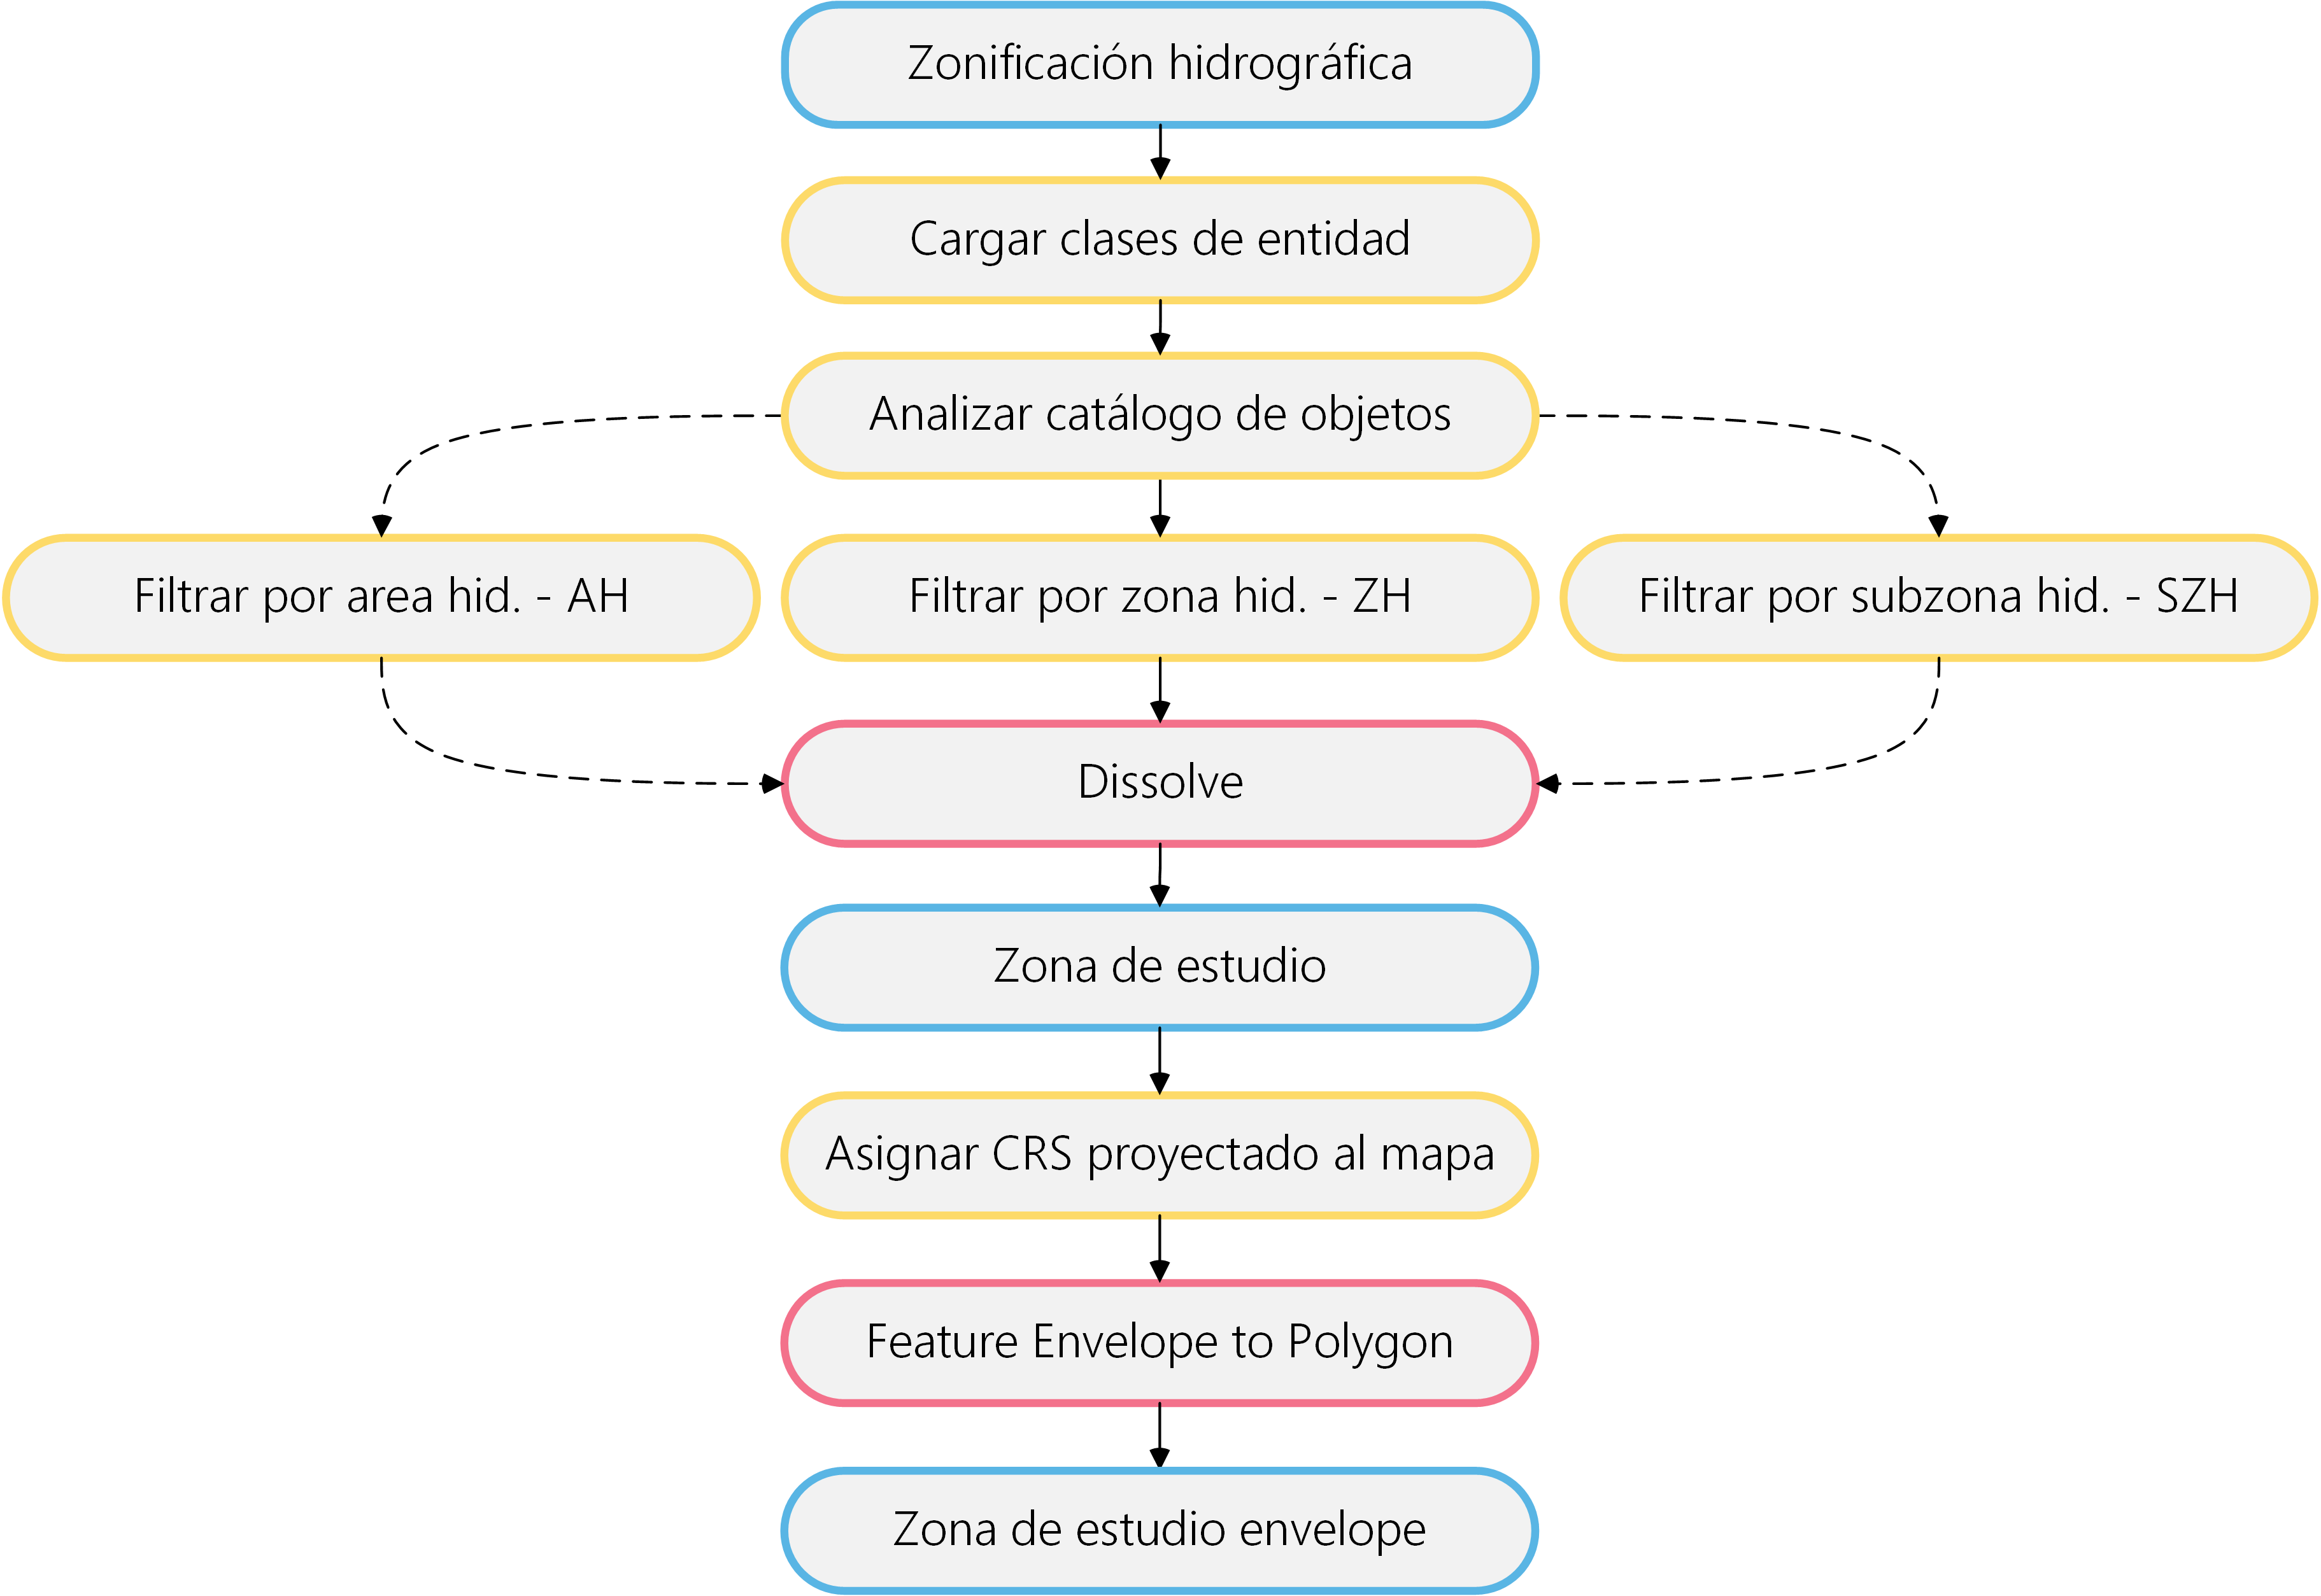 Zonificación hidrográfica
Cargar clases de entidad
Analizar catálogo de objetos
Filtrar por area hid. - AH
Filtrar por zona hid. - ZH
Filtrar por subzona hid. - SZH
Dissolve
Zona de estudio
Asignar CRS proyectado al mapa
Feature Envelope to Polygon
Zona de estudio envelope